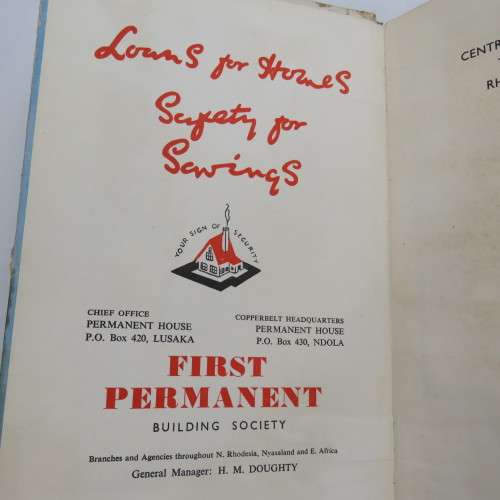 Loans for Homes
Safety for
Savings
YOUR SIGN OF SECURITY
CHIEF OFFICE
PERMANENT HOUSE
P.O. Box 420, LUSAKA
COPPERBELT HEADQUARTERS
PERMANENT HOUSE
P.O. Box 430, NDOLA
FIRST
PERMANENT
BUILDING SOCIETY
Branches and Agencies throughout N. Rhodesia, Nyasaland and E. Africa
General Manager: H. M. DOUGHTY
CENTR
RH